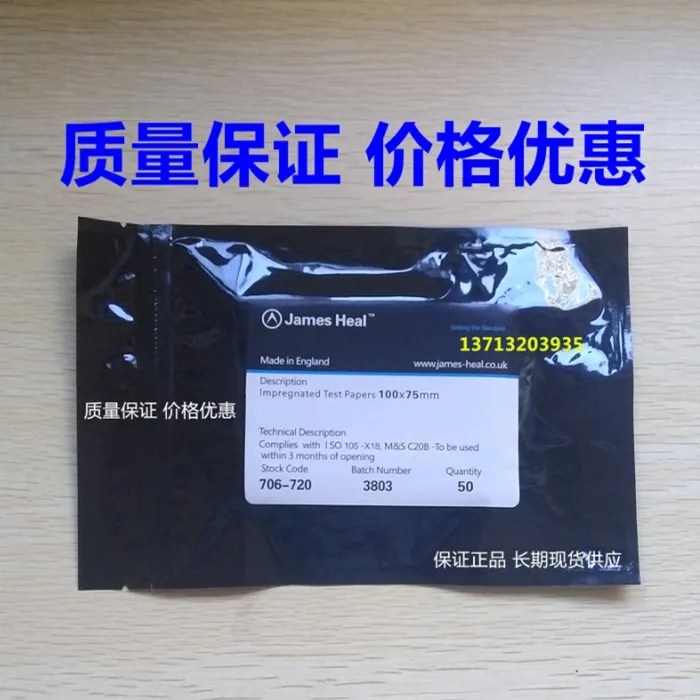 质量保证 价格优惠
James Heal™
Setting the Standard
13713203935
Made in England
www.james-heal.co.uk
Description
Impregnated Test Papers 100x75mm
质量保证 价格优惠
Technical Description
Complies with ISO 105 -X18, M&S C20B -To be used
within 3 months of opening
Stock Code Batch Number Quantity
706-720 3803 50
保证正品 长期现货供应